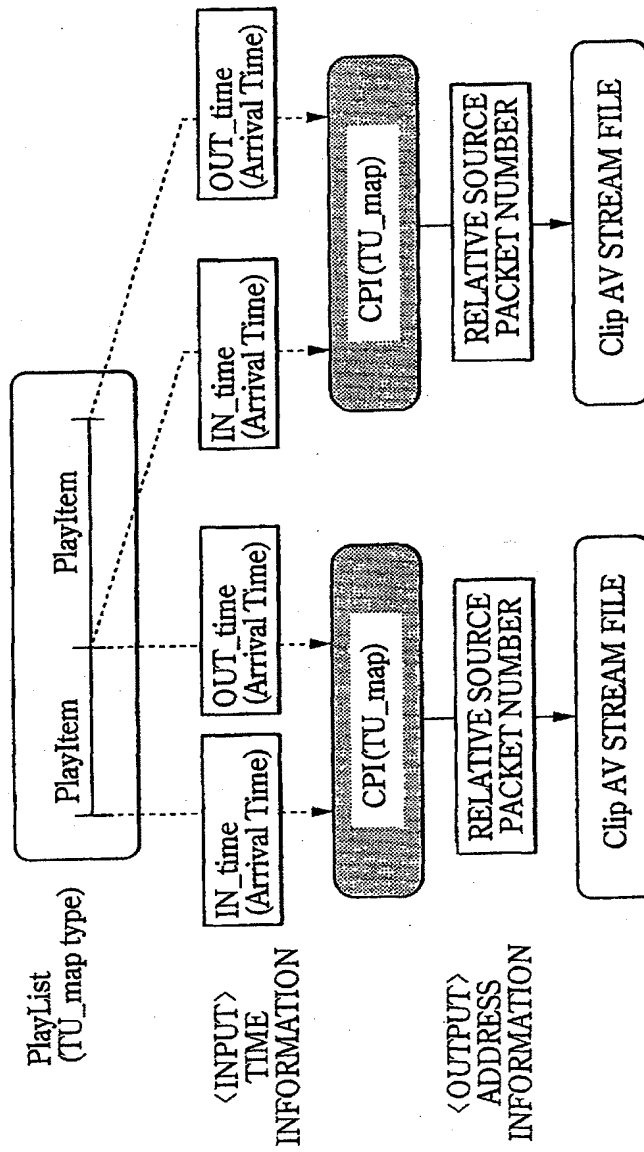 PlayList
(TU_map type)
PlayItem
PlayItem
<INPUT>
TIME
INFORMATION
IN_time
(Arrival Time)
OUT_time
(Arrival Time)
IN_time
(Arrival Time)
OUT_time
(Arrival Time)
CPI(TU_map)
CPI(TU_map)
<OUTPUT>
ADDRESS
INFORMATION
RELATIVE SOURCE
PACKET NUMBER
RELATIVE SOURCE
PACKET NUMBER
Clip AV STREAM FILE
Clip AV STREAM FILE